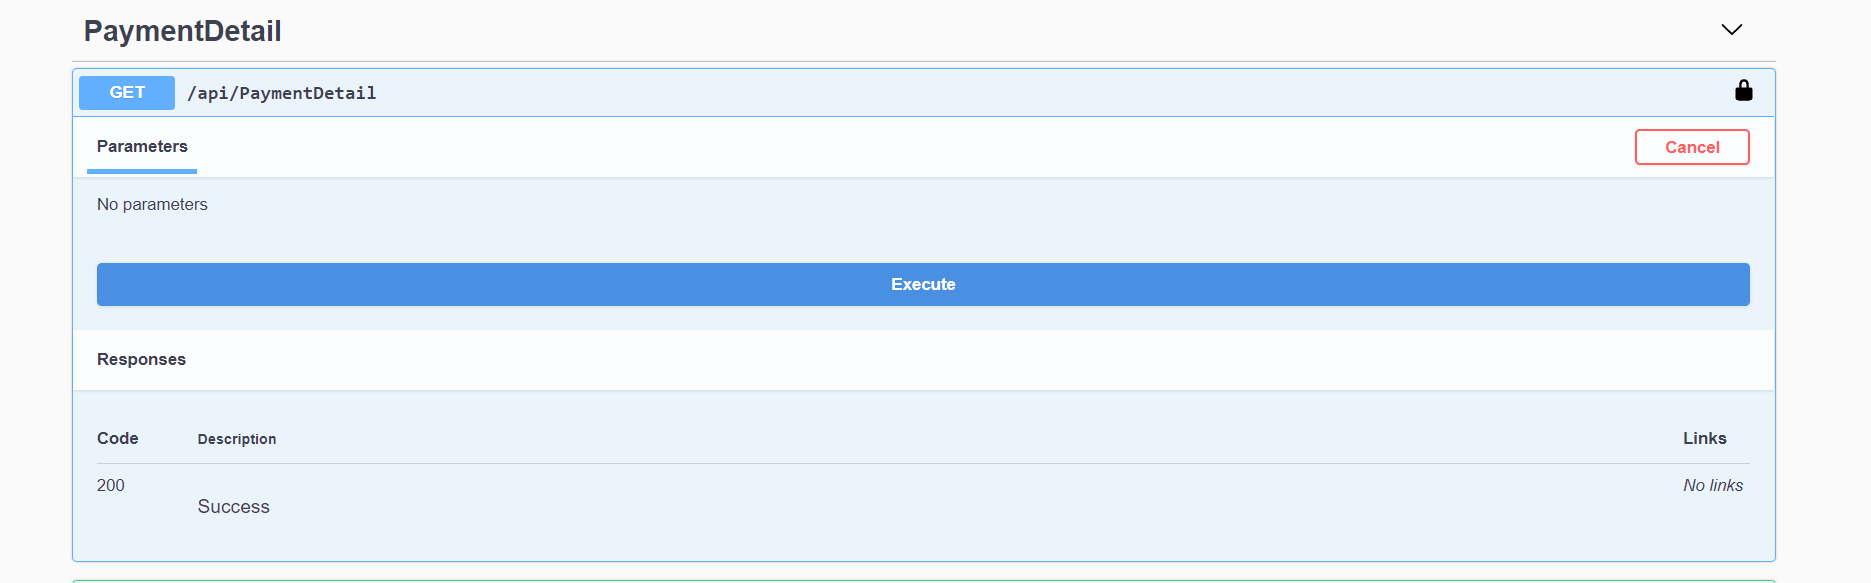 PaymentDetail
GET /api/PaymentDetail
Parameters
Cancel
No parameters
Execute
Responses
Code Description Links
200 No links
Success